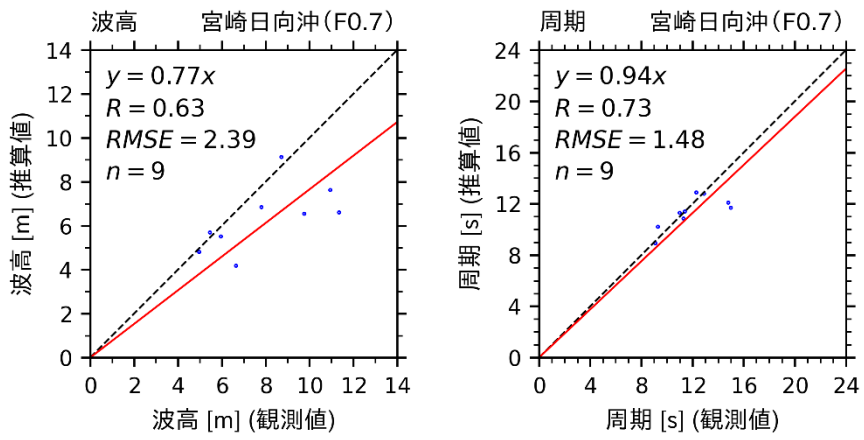 波高 宮崎日向沖(F0.7)
y = 0.77x
R = 0.63
RMSE = 2.39
n = 9
14
12
10
8
6
4
2
0
波高 [m] (推算値)
0 2 4 6 8 10 12 14
波高 [m] (観測値)
周期 宮崎日向沖(F0.7)
y = 0.94x
R = 0.73
RMSE = 1.48
n = 9
24
20
16
12
8
4
0
周期 [s] (推算値)
0 4 8 12 16 20 24
周期 [s] (観測値)